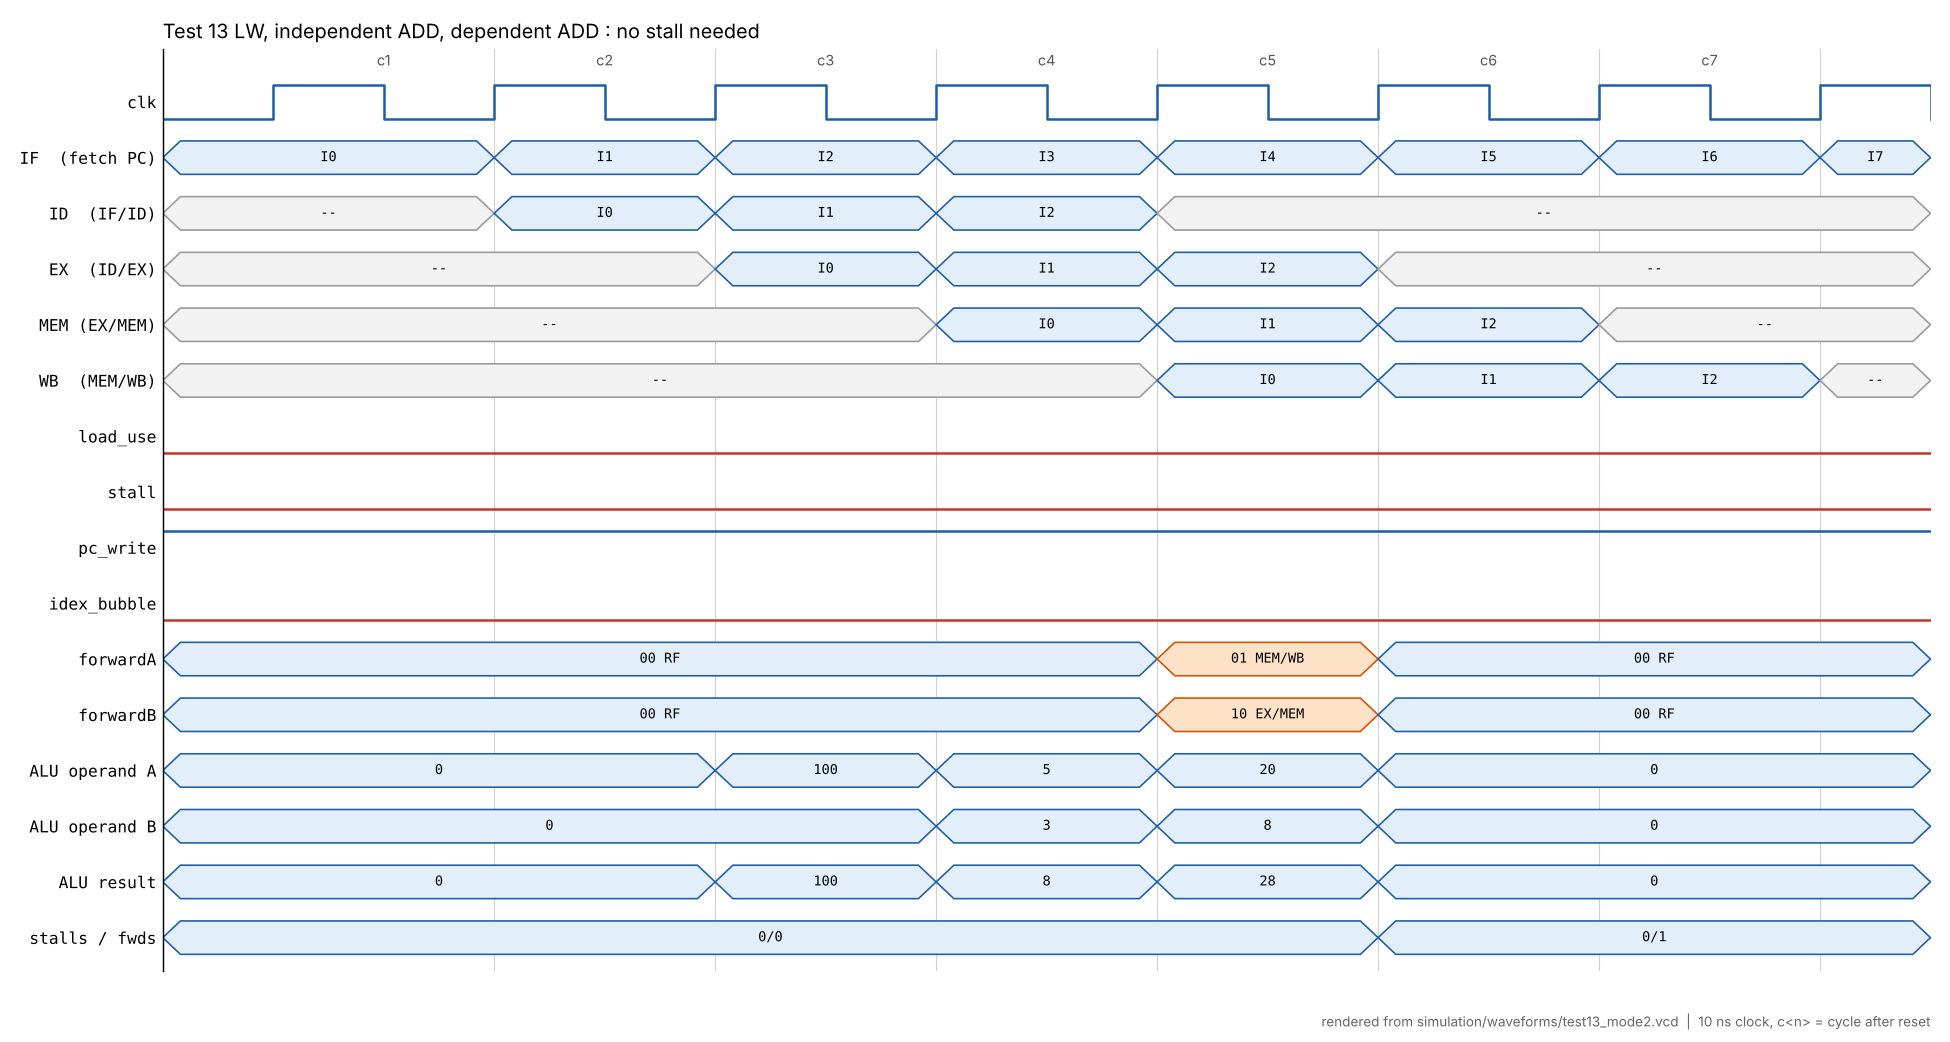 Test 13 LW, independent ADD, dependent ADD : no stall needed
c1 c2 c3 c4 c5 c6 c7
clk
IF (fetch PC) I0 I1 I2 I3 I4 I5 I6 I7
ID (IF/ID) -- I0 I1 I2 --
EX (ID/EX) -- I0 I1 I2 --
MEM (EX/MEM) -- I0 I1 I2 --
WB (MEM/WB) -- I0 I1 I2 --
load_use
stall
pc_write
idex_bubble
forwardA 00 RF 01 MEM/WB 00 RF
forwardB 00 RF 10 EX/MEM 00 RF
ALU operand A 0 100 5 20 0
ALU operand B 0 3 8 0
ALU result 0 100 8 28 0
stalls / fwds 0/0 0/1
rendered from simulation/waveforms/test13_mode2.vcd | 10 ns clock, c<n> = cycle after reset